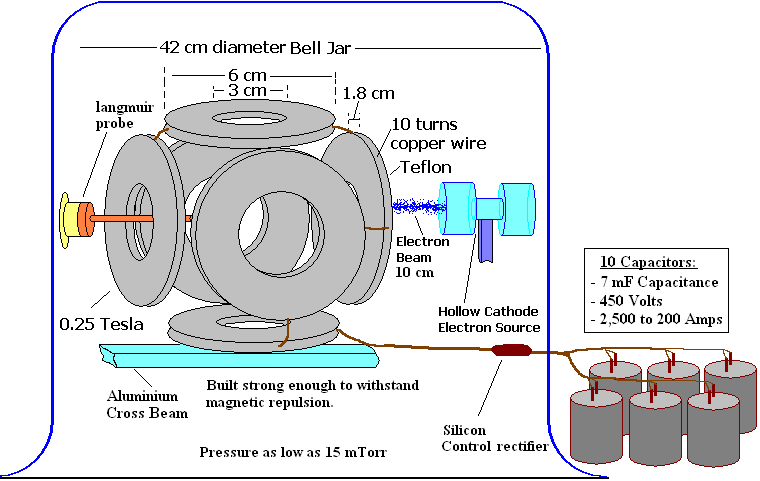 42 cm diameter Bell Jar
6 cm
3 cm
1.8 cm
langmuir
probe
10 turns
copper wire
Teflon
Electron
Beam
10 cm
Hollow Cathode
Electron Source
10 Capacitors:
- 7 mF Capacitance
- 450 Volts
- 2,500 to 200 Amps
0.25 Tesla
Aluminium
Cross Beam
Built strong enough to withstand
magnetic repulsion.
Silicon
Control rectifier
Pressure as low as 15 mTorr